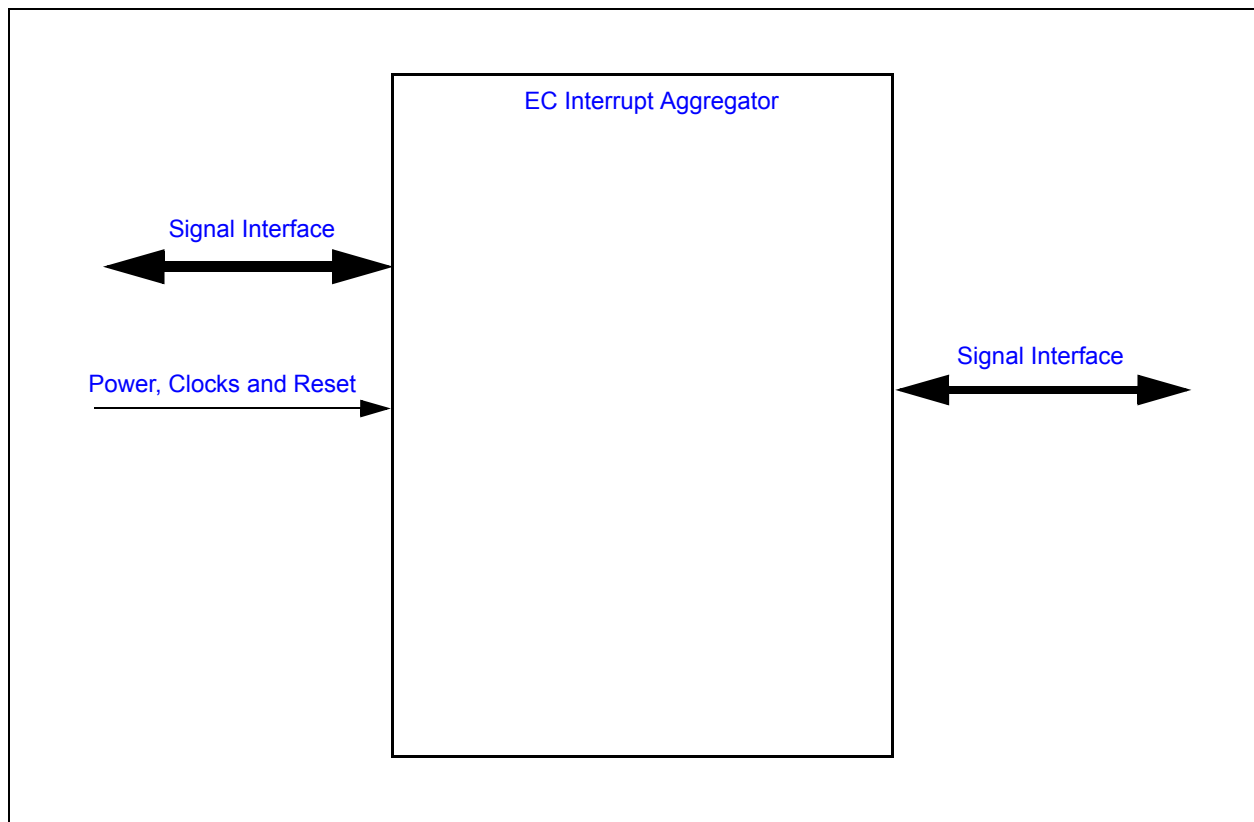 EC Interrupt Aggregator
Signal Interface
Power, Clocks and Reset
Signal Interface